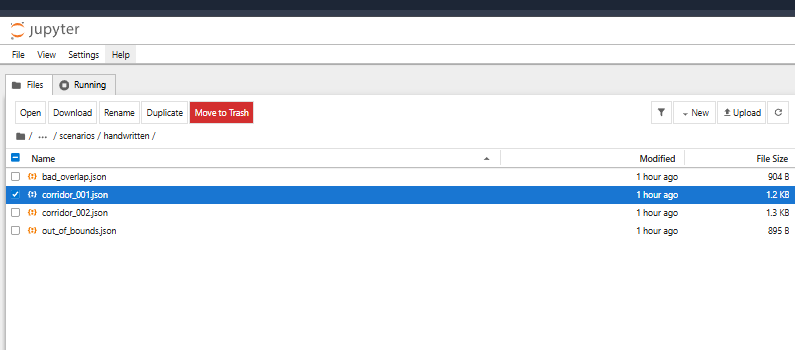 jupyter
File View Settings Help
Files Running
Open Download Rename Duplicate Move to Trash New Upload
/ ... / scenarios / handwritten /
Name Modified File Size
bad_overlap.json 1 hour ago 904 B
corridor_001.json 1 hour ago 1.2 KB
corridor_002.json 1 hour ago 1.3 KB
out_of_bounds.json 1 hour ago 895 B